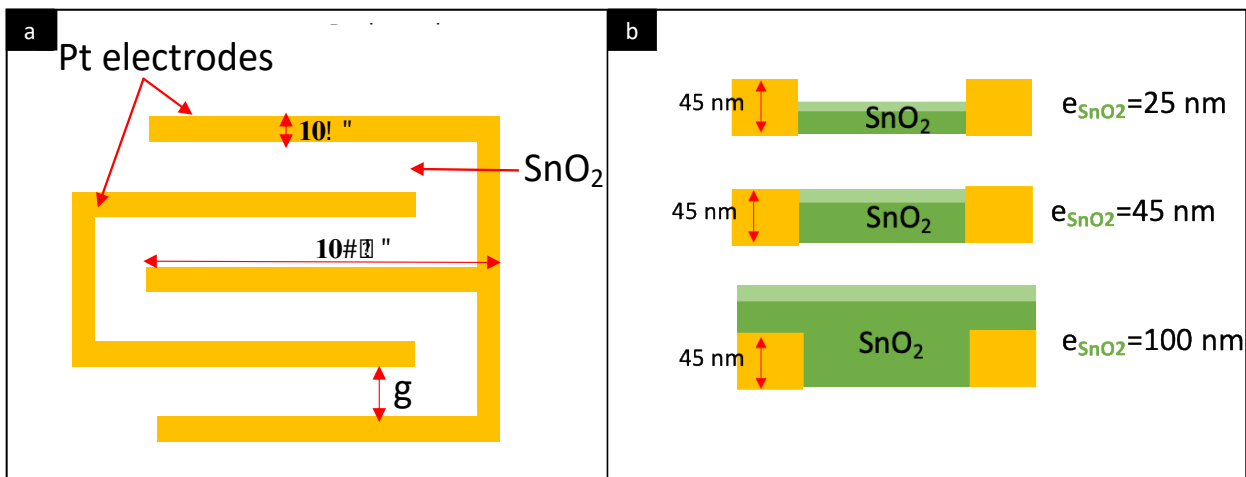 a
Pt electrodes
10! "
SnO₂
10#
"
g
b
45 nm
SnO₂
eSnO2=25 nm
45 nm
SnO₂
eSnO2=45 nm
45 nm
SnO₂
eSnO2=100 nm